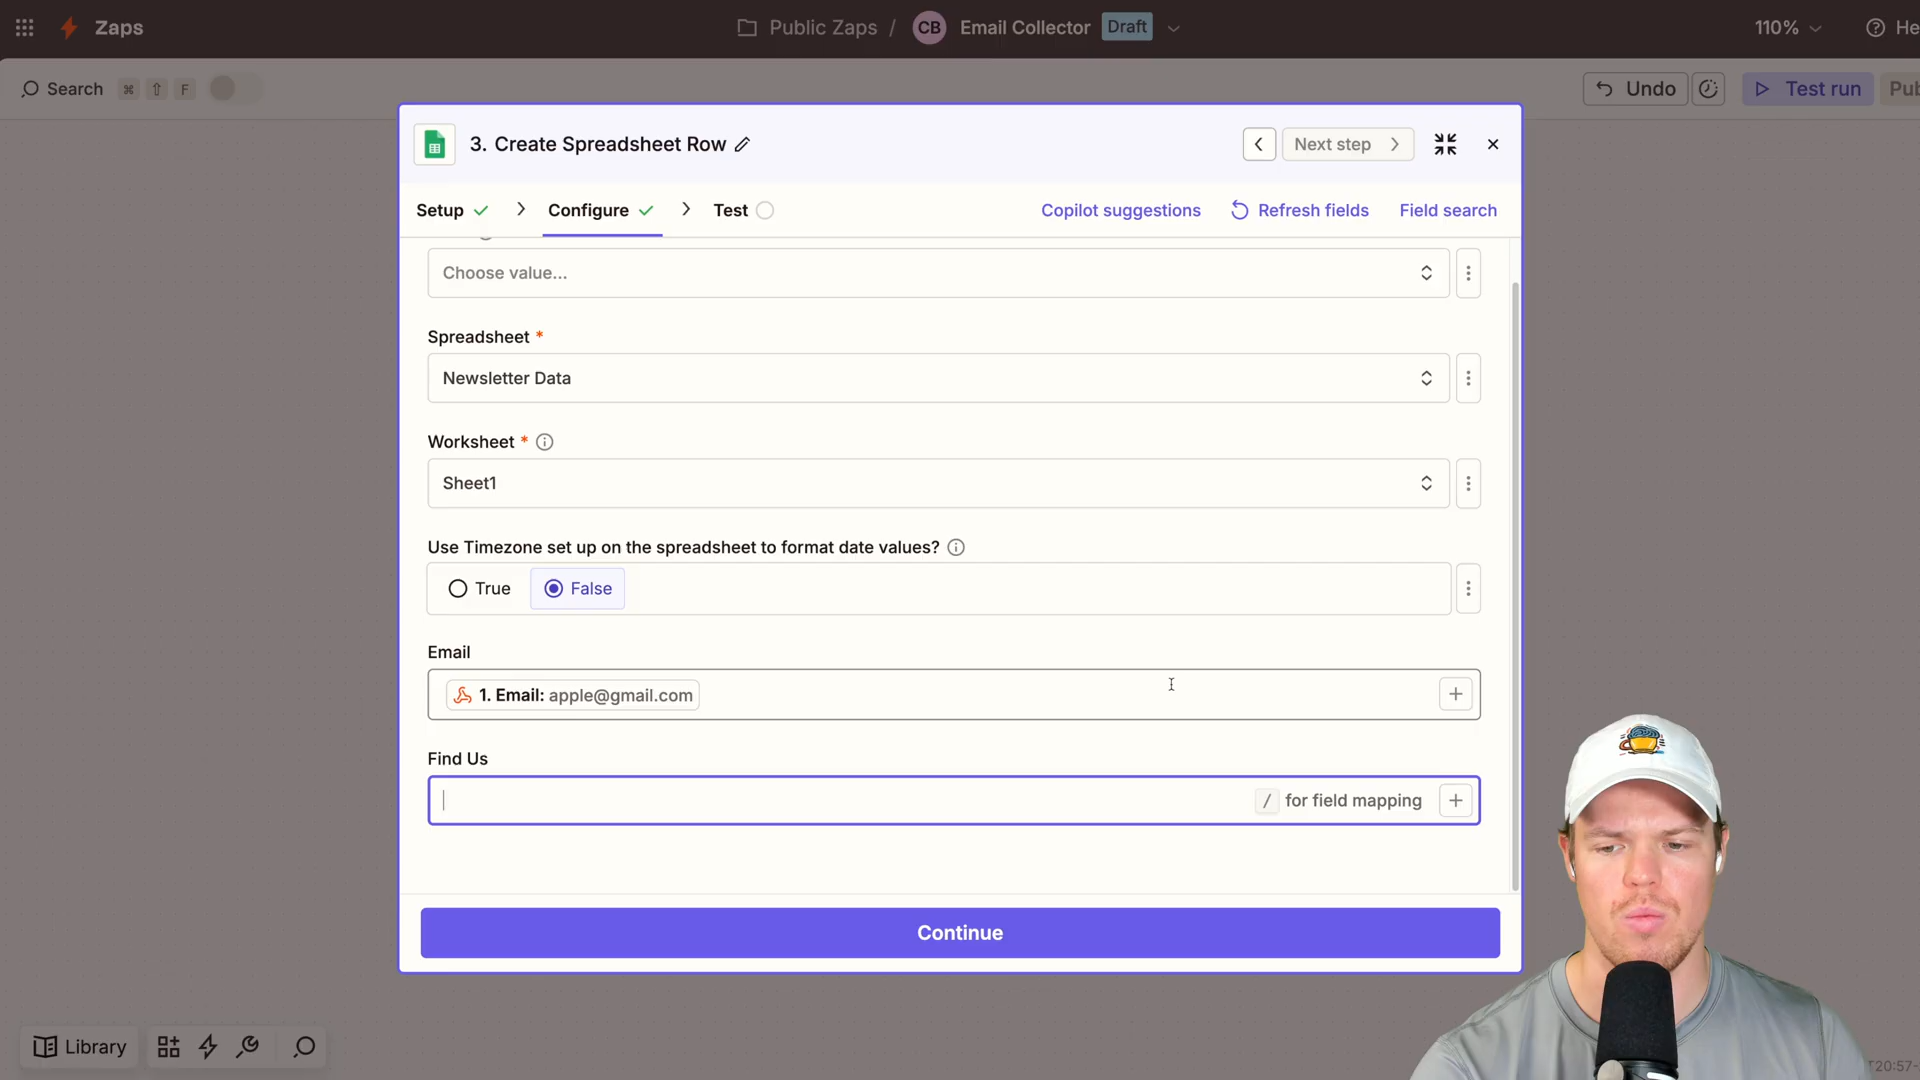 Zaps
Public Zaps / CB Email Collector Draft
110%
He
Search ⌘ ⇧ F
Undo
Test run
Pub
3. Create Spreadsheet Row
Next step
Setup
Configure
Test
Copilot suggestions
Refresh fields
Field search
Choose value...
Spreadsheet *
Newsletter Data
Worksheet *
Sheet1
Use Timezone set up on the spreadsheet to format date values?
True
False
Email
1. Email: apple@gmail.com
Find Us
/ for field mapping
Continue
Library
T20:57-